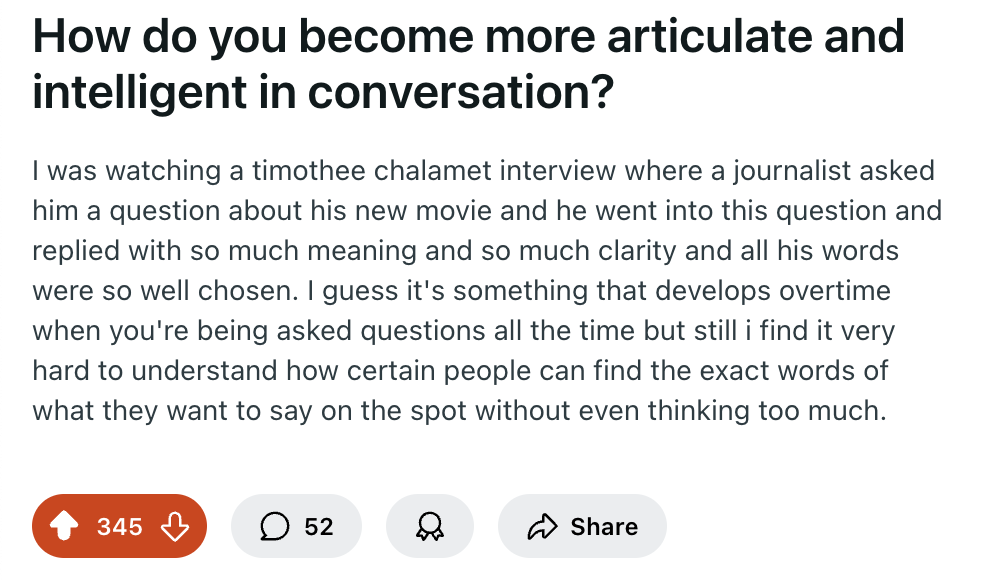 How do you become more articulate and
intelligent in conversation?
I was watching a timothee chalamet interview where a journalist asked
him a question about his new movie and he went into this question and
replied with so much meaning and so much clarity and all his words
were so well chosen. I guess it's something that develops overtime
when you're being asked questions all the time but still i find it very
hard to understand how certain people can find the exact words of
what they want to say on the spot without even thinking too much.
345 52 Share